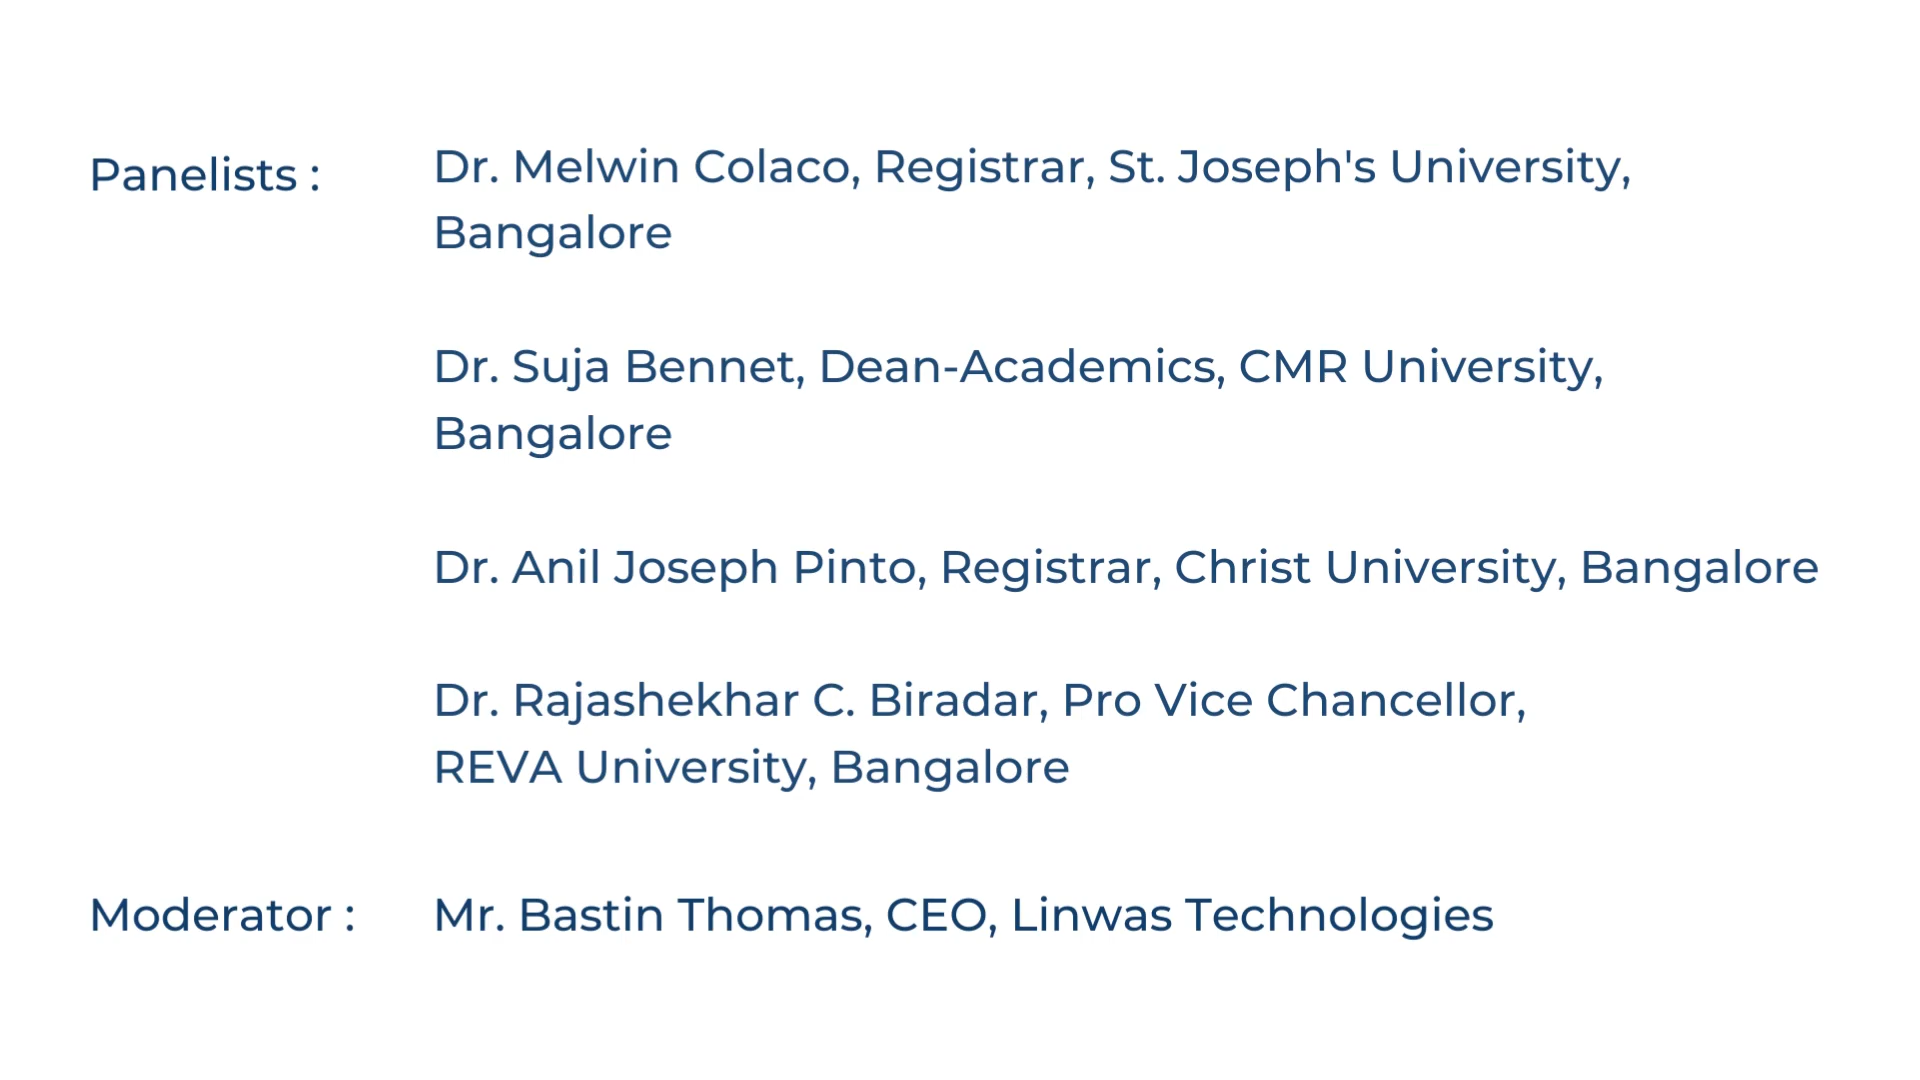 Panelists :
Dr. Melwin Colaco, Registrar, St. Joseph's University,
Bangalore
Dr. Suja Bennet, Dean-Academics, CMR University,
Bangalore
Dr. Anil Joseph Pinto, Registrar, Christ University, Bangalore
Dr. Rajashekhar C. Biradar, Pro Vice Chancellor,
REVA University, Bangalore
Moderator :
Mr. Bastin Thomas, CEO, Linwas Technologies